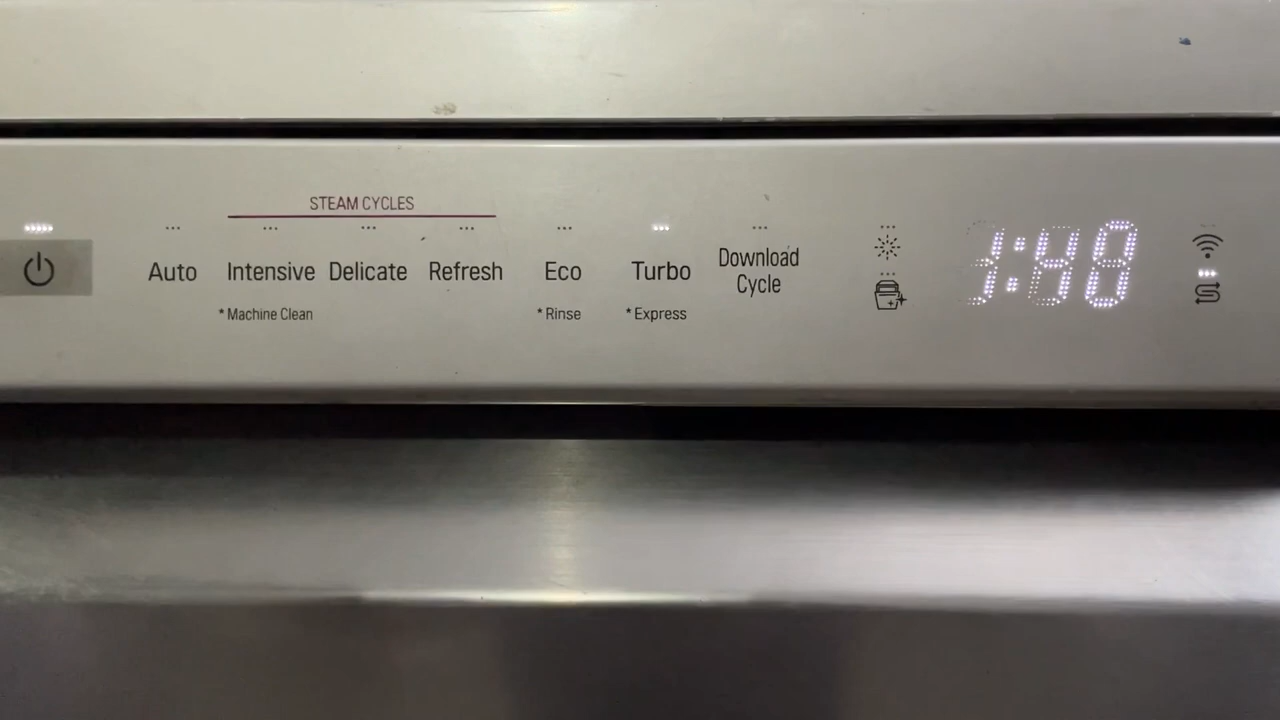 STEAM CYCLES
Auto
Intensive
Delicate
Refresh
Eco
Turbo
Download
Cycle
* Machine Clean
* Rinse
* Express
1:48